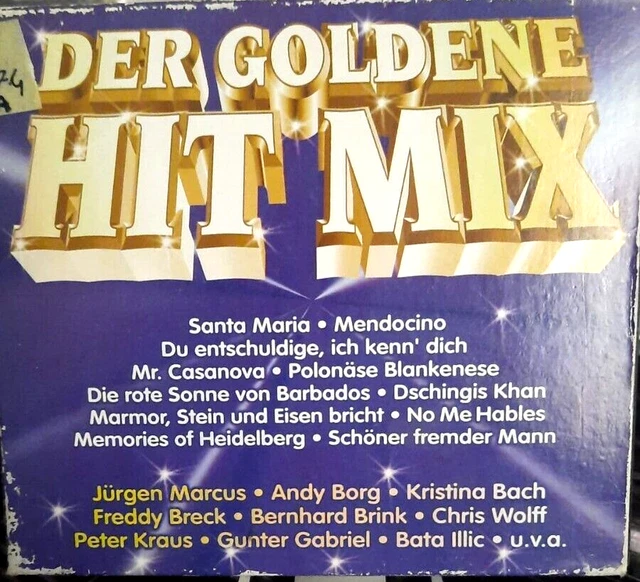 74
A
DER GOLDENE
HIT MIX
Santa Maria • Mendocino
Du entschuldige, ich kenn' dich
Mr. Casanova • Polonäse Blankenese
Die rote Sonne von Barbados • Dschingis Khan
Marmor, Stein und Eisen bricht • No Me Hables
Memories of Heidelberg • Schöner fremder Mann
Jürgen Marcus • Andy Borg • Kristina Bach
Freddy Breck • Bernhard Brink • Chris Wolff
Peter Kraus • Gunter Gabriel • Bata Illic • u.v.a.